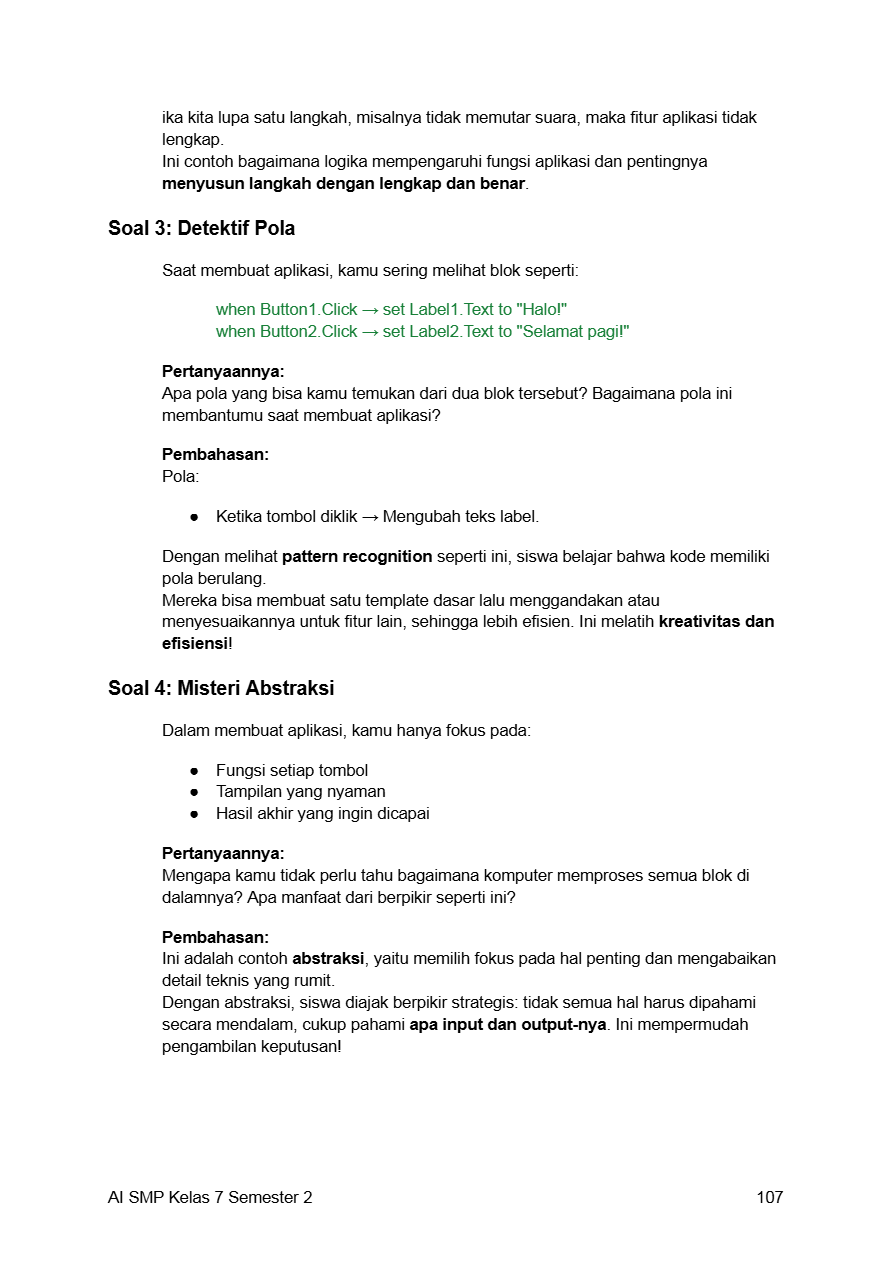 ika kita lupa satu langkah, misalnya tidak memutar suara, maka fitur aplikasi tidak
lengkap.
Ini contoh bagaimana logika mempengaruhi fungsi aplikasi dan pentingnya
menyusun langkah dengan lengkap dan benar.
Soal 3: Detektif Pola
Saat membuat aplikasi, kamu sering melihat blok seperti:
when Button1.Click → set Label1.Text to "Halo!"
when Button2.Click → set Label2.Text to "Selamat pagi!"
Pertanyaannya:
Apa pola yang bisa kamu temukan dari dua blok tersebut? Bagaimana pola ini
membantumu saat membuat aplikasi?
Pembahasan:
Pola:
● Ketika tombol diklik → Mengubah teks label.
Dengan melihat pattern recognition seperti ini, siswa belajar bahwa kode memiliki
pola berulang.
Mereka bisa membuat satu template dasar lalu menggandakan atau
menyesuaikannya untuk fitur lain, sehingga lebih efisien. Ini melatih kreativitas dan
efisiensi!
Soal 4: Misteri Abstraksi
Dalam membuat aplikasi, kamu hanya fokus pada:
● Fungsi setiap tombol
● Tampilan yang nyaman
● Hasil akhir yang ingin dicapai
Pertanyaannya:
Mengapa kamu tidak perlu tahu bagaimana komputer memproses semua blok di
dalamnya? Apa manfaat dari berpikir seperti ini?
Pembahasan:
Ini adalah contoh abstraksi, yaitu memilih fokus pada hal penting dan mengabaikan
detail teknis yang rumit.
Dengan abstraksi, siswa diajak berpikir strategis: tidak semua hal harus dipahami
secara mendalam, cukup pahami apa input dan output-nya. Ini mempermudah
pengambilan keputusan!
AI SMP Kelas 7 Semester 2 107